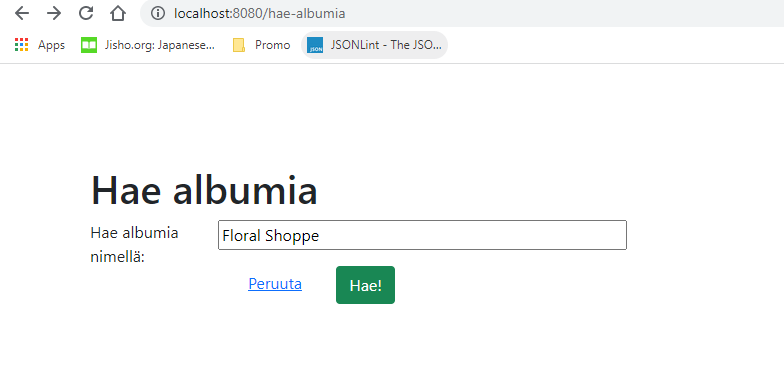 localhost:8080/hae-albumia
Apps
Jisho.org: Japanese...
Promo
JSON
JSONLint - The JSO...
Hae albumia
Hae albumia
nimellä:
Floral Shoppe
Peruuta
Hae!